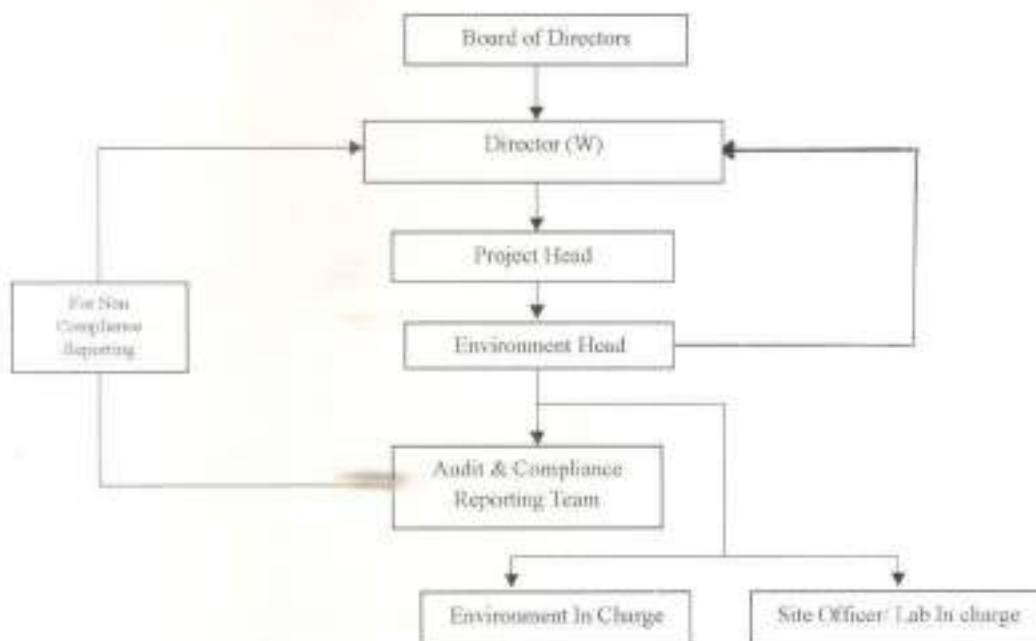 Board of Directors
Director (W)
Project Head
For Non
Compliance
Reporting
Environment Head
Audit & Compliance
Reporting Team
Environment In Charge
Site Officer/ Lab In charge